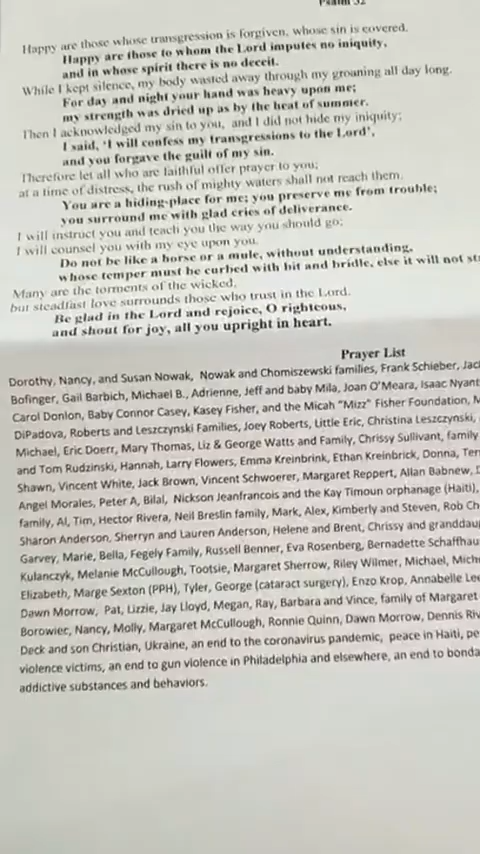 Psalm 32
Happy are those whose transgression is forgiven, whose sin is covered.
Happy are those to whom the Lord imputes no iniquity,
and in whose spirit there is no deceit.
While I kept silence, my body wasted away through my groaning all day long.
For day and night your hand was heavy upon me;
my strength was dried up as by the heat of summer.
Then I acknowledged my sin to you, and I did not hide my iniquity;
I said, ‘I will confess my transgressions to the Lord’,
and you forgave the guilt of my sin.
Therefore let all who are faithful offer prayer to you;
at a time of distress, the rush of mighty waters shall not reach them.
You are a hiding-place for me; you preserve me from trouble;
you surround me with glad cries of deliverance.
I will instruct you and teach you the way you should go;
I will counsel you with my eye upon you.
Do not be like a horse or a mule, without understanding,
whose temper must be curbed with bit and bridle, else it will not
Many are the torments of the wicked,
but steadfast love surrounds those who trust in the Lord.
Be glad in the Lord and rejoice, O righteous,
and shout for joy, all you upright in heart.
Prayer List
Dorothy, Nancy, and Susan Nowak, Nowak and Chomiszewski families, Frank Schieber,
Bofinger, Gail Barbich, Michael B., Adrienne, Jeff and baby Mila, Joan O'Meara, Isaac
Carol Donlon, Baby Connor Casey, Kasey Fisher, and the Micah "Mizz" Fisher Foundation,
DiPadova, Roberts and Leszczynski Families, Joey Roberts, Little Eric, Christina Leszczynski,
Michael, Eric Doerr, Mary Thomas, Liz & George Watts and Family, Chrissy Sullivant, family
and Tom Rudzinski, Hannah, Larry Flowers, Emma Kreinbrink, Ethan Kreinbrick, Donna,
Shawn, Vincent White, Jack Brown, Vincent Schwoerer, Margaret Reppert, Allan Babnew,
Angel Morales, Peter A, Bilal, Nickson Jeanfrancois and the Kay Timoun orphanage (Haiti),
family, Al, Tim, Hector Rivera, Neil Breslin family, Mark, Alex, Kimberly and Steven, Rob
Sharon Anderson, Sherryn and Lauren Anderson, Helene and Brent, Chrissy and
Garvey, Marie, Bella, Fegely Family, Russell Benner, Eva Rosenberg, Bernadette
Kulanczyk, Melanie McCullough, Tootsie, Margaret Sherrow, Riley Wilmer, Michael,
Elizabeth, Marge Sexton (PPH), Tyler, George (cataract surgery), Enzo Krop, Annabelle
Dawn Morrow, Pat, Lizzie, Jay Lloyd, Megan, Ray, Barbara and Vince, family of Margaret
Borowiec, Nancy, Molly, Margaret McCullough, Ronnie Quinn, Dawn Morrow, Dennis
Deck and son Christian, Ukraine, an end to the coronavirus pandemic, peace in Haiti,
violence victims, an end to gun violence in Philadelphia and elsewhere, an end to
addictive substances and behaviors.